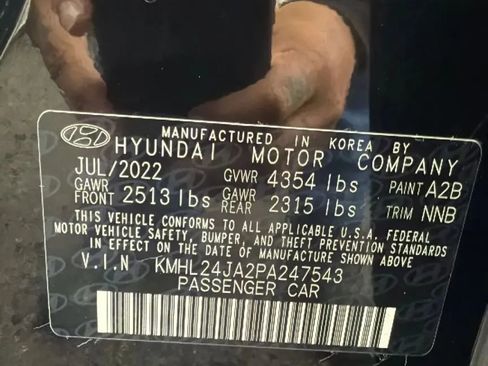 MANUFACTURED IN KOREA BY
HYUNDAI MOTOR COMPANY
JUL/2022 GVWR 4354 lbs PAINT A2B
GAWR FRONT 2513 lbs GAWR REAR 2315 lbs TRIM NNB
THIS VEHICLE CONFORMS TO ALL APPLICABLE U.S.A. FEDERAL
MOTOR VEHICLE SAFETY, BUMPER, AND THEFT PREVENTION STANDARDS
IN EFFECT ON THE DATE OF MANUFACTURE SHOWN ABOVE
V.I.N KMHL24JA2PA247543
PASSENGER CAR